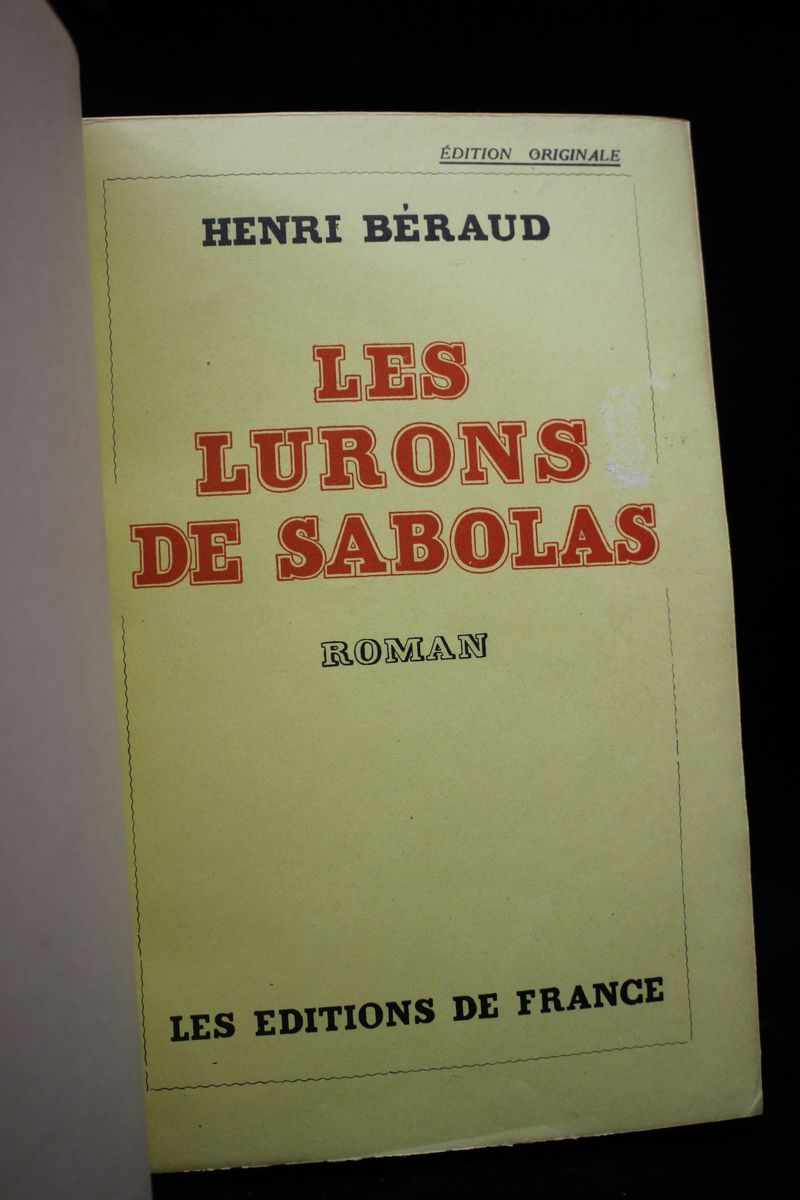 ÉDITION ORIGINALE
HENRI BÉRAUD
LES
LURONS
DE SABOLAS
ROMAN
LES EDITIONS DE FRANCE